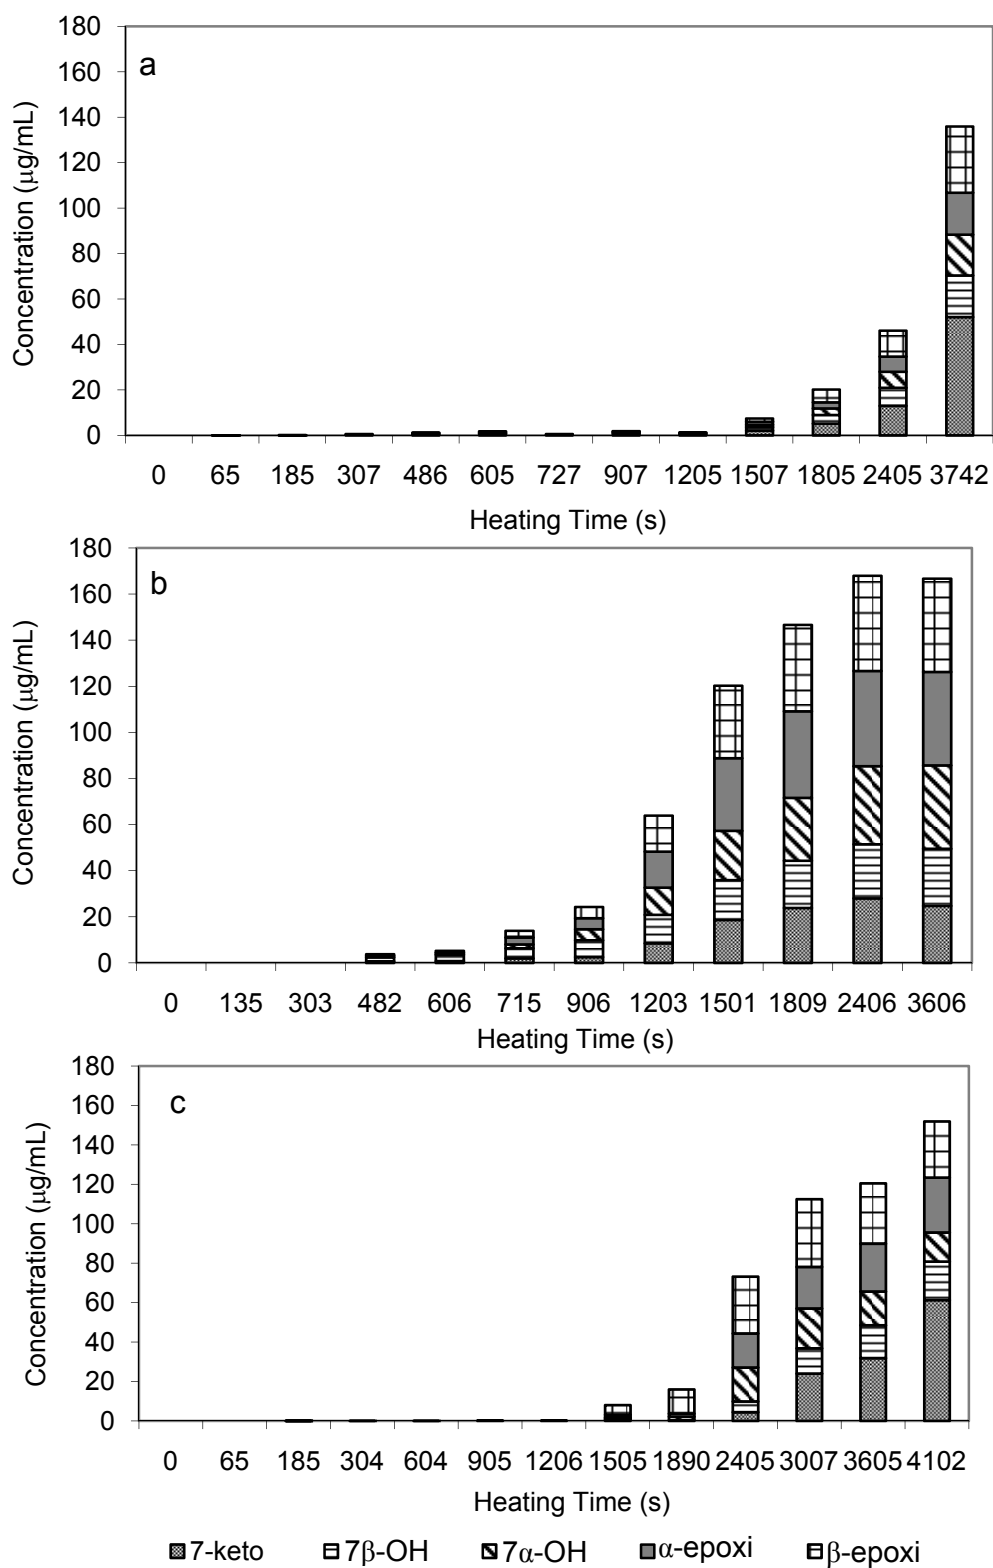 a
Concentration (μg/mL)
180
160
140
120
100
80
60
40
20
0
0 65 185 307 486 605 727 907 1205 1507 1805 2405 3742
Heating Time (s)
b
Concentration (μg/mL)
180
160
140
120
100
80
60
40
20
0
0 135 303 482 606 715 906 1203 1501 1809 2406 3606
Heating Time (s)
c
Concentration (μg/mL)
180
160
140
120
100
80
60
40
20
0
0 65 185 304 604 905 1206 1505 1890 2405 3007 3605 4102
Heating Time (s)
7-keto 7β-OH 7α-OH α-epoxi β-epoxi